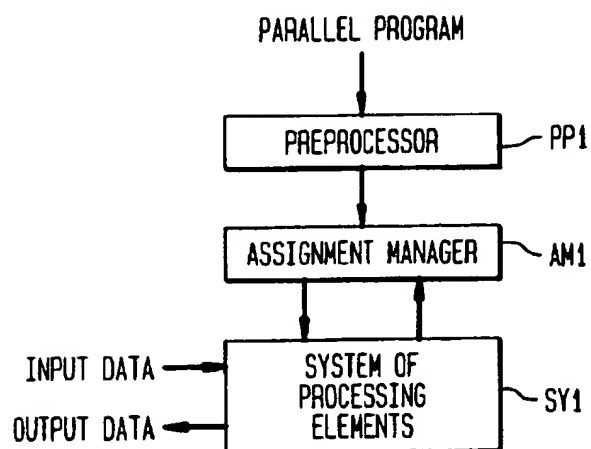 PARALLEL PROGRAM
PREPROCESSOR
PP1
ASSIGNMENT MANAGER
AM1
INPUT DATA
OUTPUT DATA
SYSTEM OF
PROCESSING
ELEMENTS
SY1